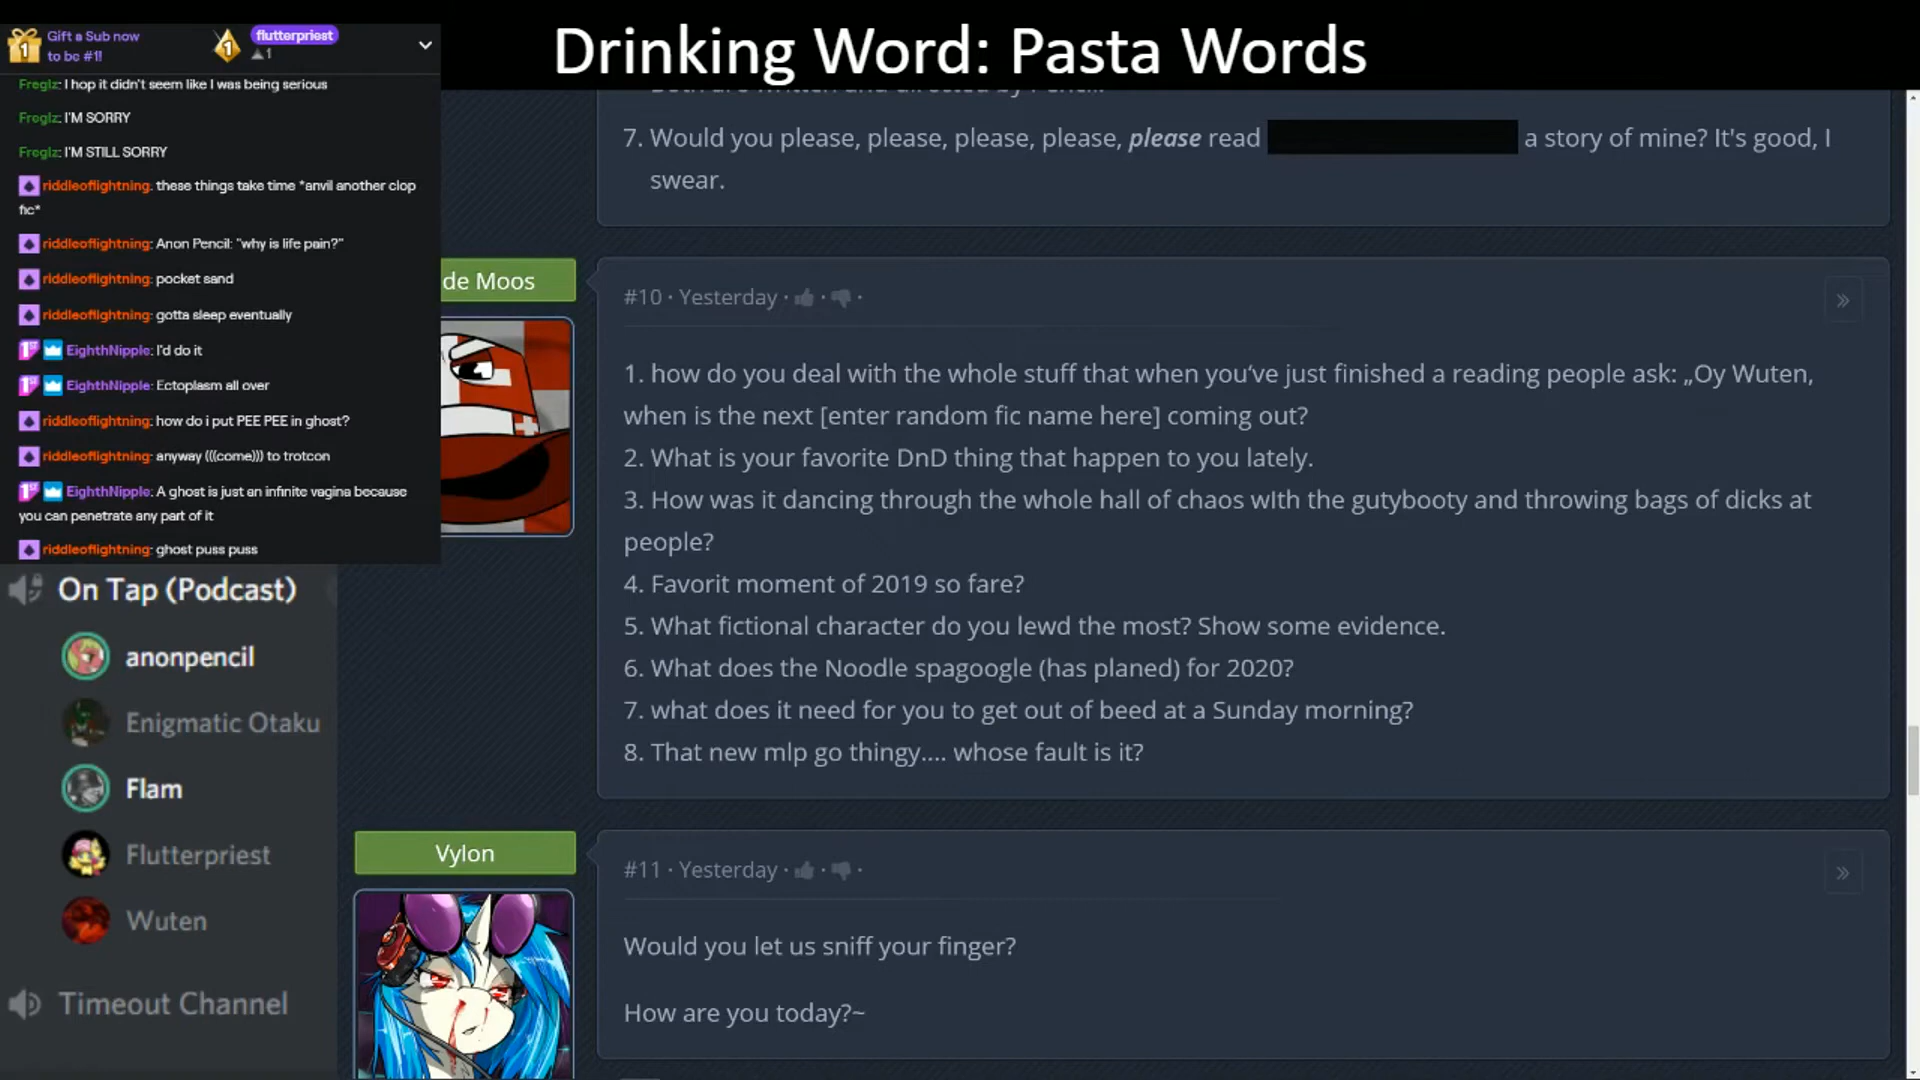 Drinking Word: Pasta Words
Gift a Sub now
to be #1!
1
1
flutterpriest
1
Freglz: I hop it didn't seem like I was being serious
Freglz: I'M SORRY
Freglz: I'M STILL SORRY
riddleoflightning: these things take time *anvil another clop
fic*
riddleoflightning: Anon Pencil: "why is life pain?"
riddleoflightning: pocket sand
riddleoflightning: gotta sleep eventually
EighthNipple: I'd do it
EighthNipple: Ectoplasm all over
riddleoflightning: how do i put PEE PEE in ghost?
riddleoflightning: anyway (((come))) to trotcon
EighthNipple: A ghost is just an infinite vagina because
you can penetrate any part of it
riddleoflightning: ghost puss puss
On Tap (Podcast)
anonpencil
Enigmatic Otaku
Flam
Flutterpriest
Wuten
Timeout Channel
7. Would you please, please, please, please, please read a story of mine? It's good, I
swear.
de Moos
#10 · Yesterday · ·
»
1. how do you deal with the whole stuff that when you‘ve just finished a reading people ask: „Oy Wuten,
when is the next [enter random fic name here] coming out?
2. What is your favorite DnD thing that happen to you lately.
3. How was it dancing through the whole hall of chaos wIth the gutybooty and throwing bags of dicks at
people?
4. Favorit moment of 2019 so fare?
5. What fictional character do you lewd the most? Show some evidence.
6. What does the Noodle spagoogle (has planed) for 2020?
7. what does it need for you to get out of beed at a Sunday morning?
8. That new mlp go thingy.... whose fault is it?
Vylon
#11 · Yesterday · ·
»
Would you let us sniff your finger?
How are you today?~